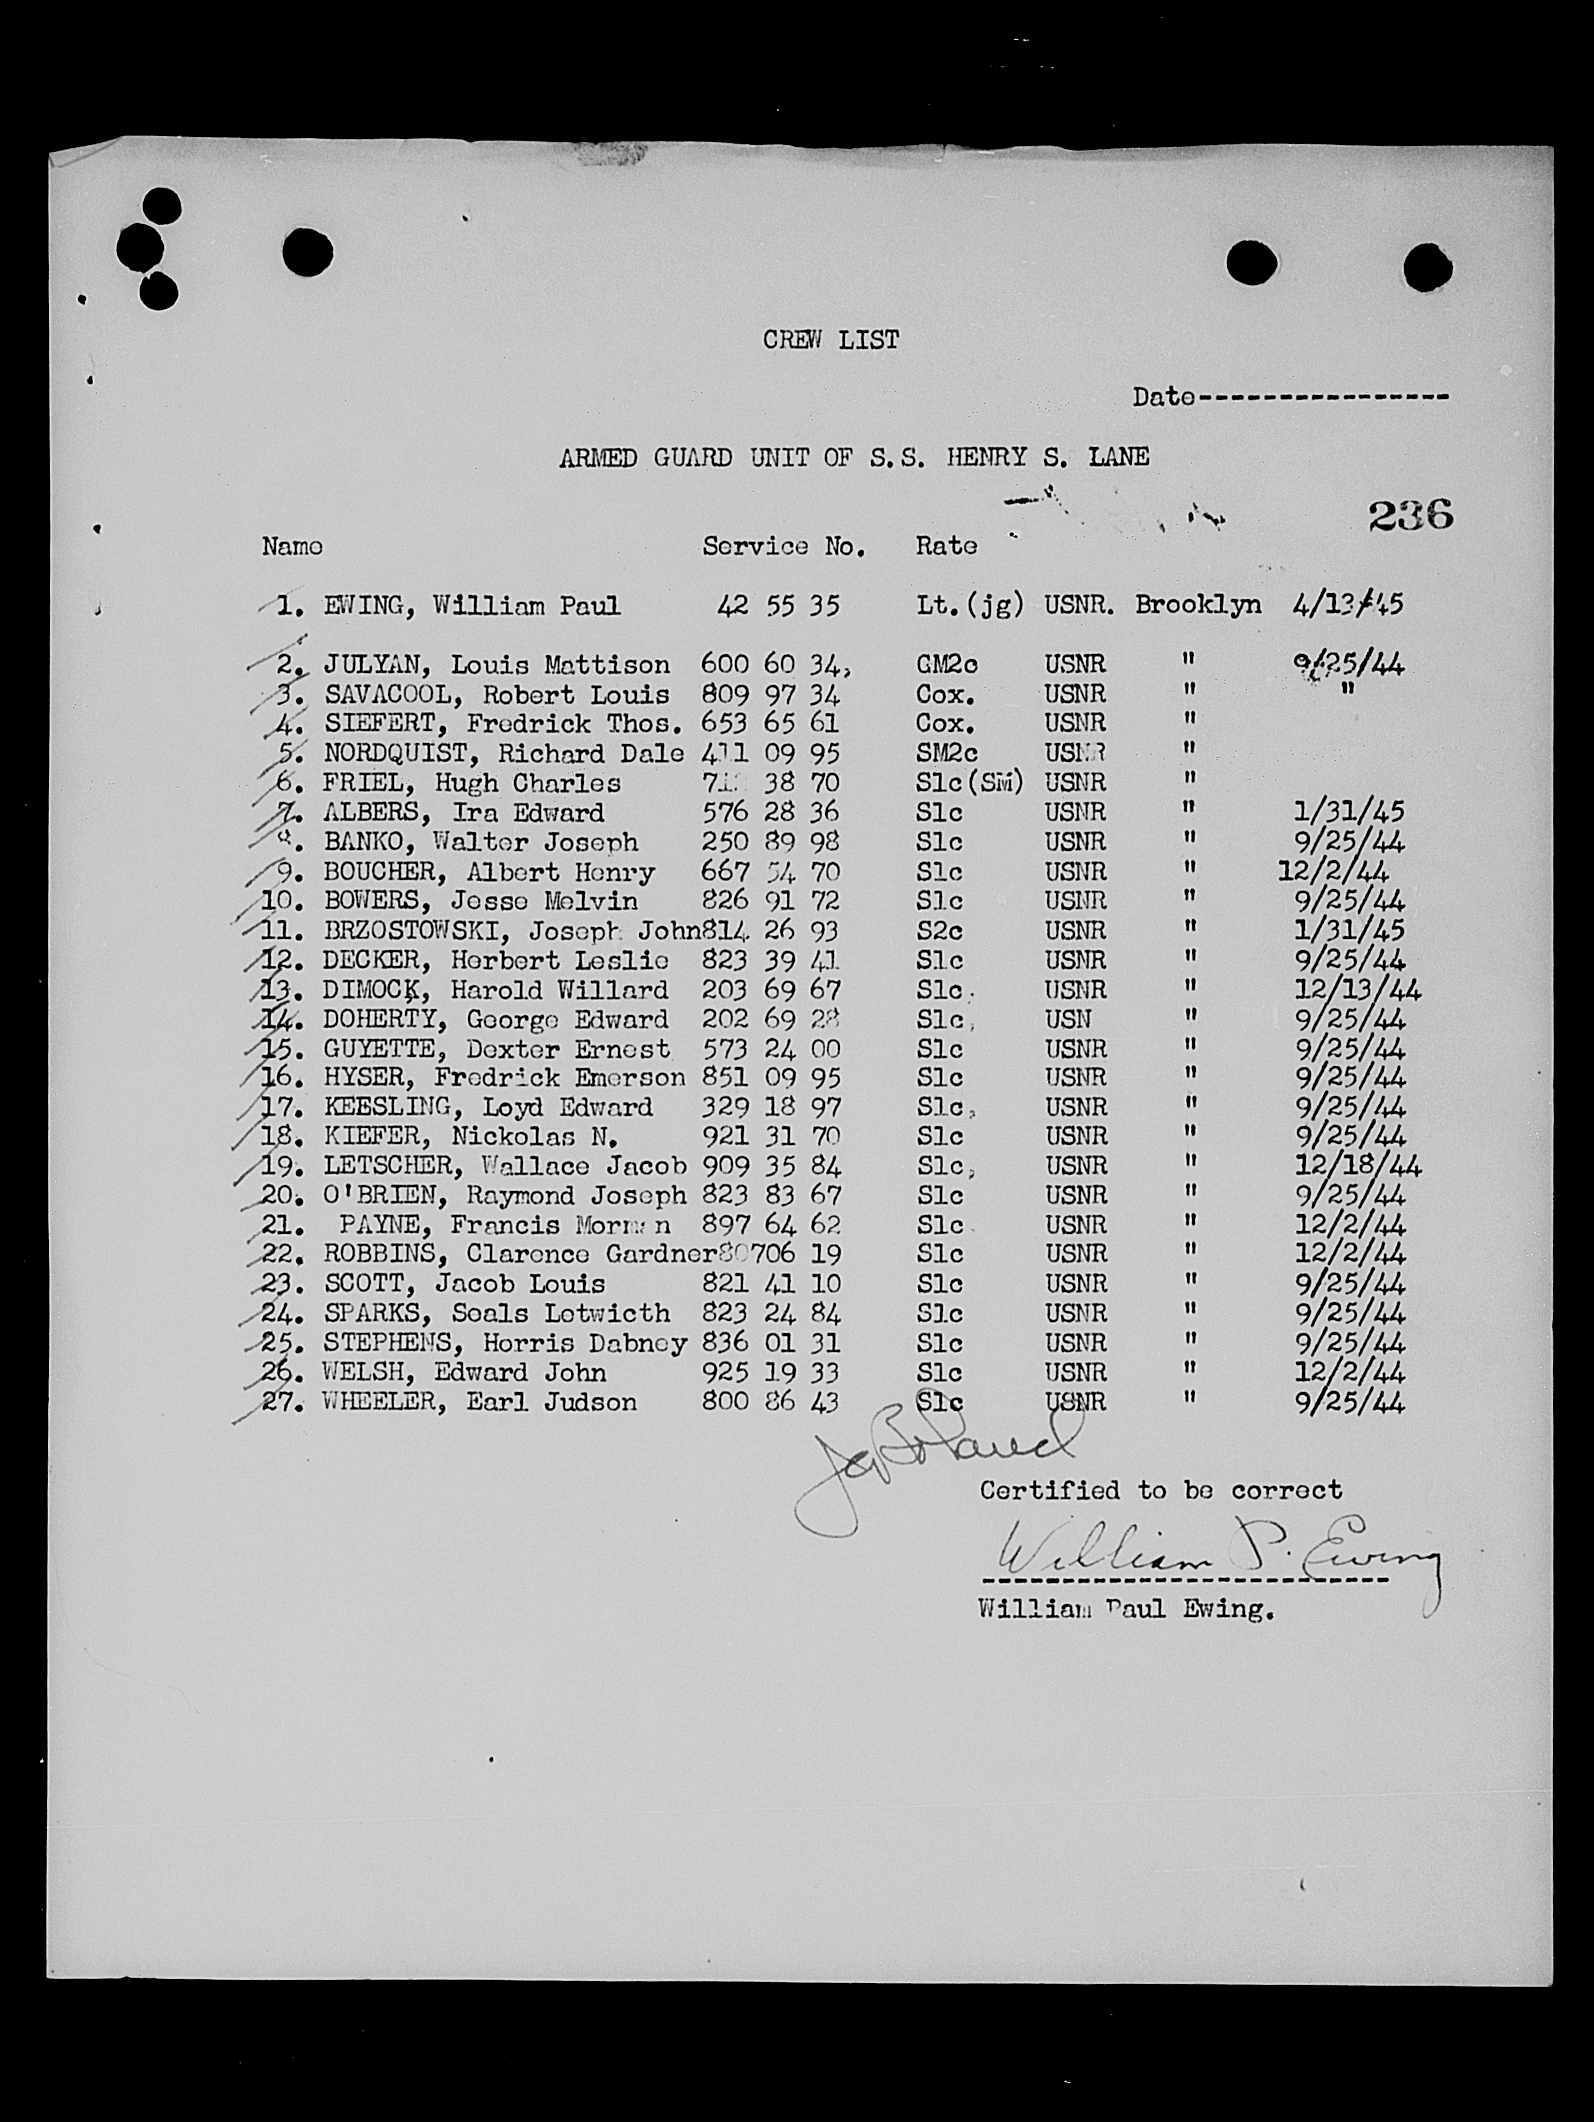 CREW LIST
Date-----------------
ARMED GUARD UNIT OF S.S. HENRY S. LANE
236
Name Service No. Rate
1. EWING, William Paul 42 55 35 Lt.(jg) USNR. Brooklyn 4/13/45
2. JULYAN, Louis Mattison 600 60 34, GM2c USNR " 9/25/44
3. SAVACOOL, Robert Louis 809 97 34 Cox. USNR " "
4. SIEFERT, Fredrick Thos. 653 65 61 Cox. USNR "
5. NORDQUIST, Richard Dale 411 09 95 SM2c USNR "
6. FRIEL, Hugh Charles 38 70 S1c(SM) USNR "
7. ALBERS, Ira Edward 576 28 36 S1c USNR " 1/31/45
8. BANKO, Walter Joseph 250 89 98 S1c USNR " 9/25/44
9. BOUCHER, Albert Henry 667 54 70 S1c USNR " 12/2/44
10. BOWERS, Jesse Melvin 826 91 72 S1c USNR " 9/25/44
11. BRZOSTOWSKI, Joseph John814 26 93 S2c USNR " 1/31/45
12. DECKER, Herbert Leslie 823 39 41 S1c USNR " 9/25/44
13. DIMOCK, Harold Willard 203 69 67 S1c. USNR " 12/13/44
14. DOHERTY, George Edward 202 69 28 S1c, USN " 9/25/44
15. GUYETTE, Dexter Ernest 573 24 00 S1c USNR " 9/25/44
16. HYSER, Fredrick Emerson 851 09 95 S1c USNR " 9/25/44
17. KEESLING, Loyd Edward 329 18 97 S1c, USNR " 9/25/44
18. KIEFER, Nickolas N. 921 31 70 S1c USNR " 9/25/44
19. LETSCHER, Wallace Jacob 909 35 84 S1c, USNR " 12/18/44
20. O'BRIEN, Raymond Joseph 823 83 67 S1c USNR " 9/25/44
21. PAYNE, Francis 897 64 62 S1c USNR " 12/2/44
22. ROBBINS, Clarence Gardner80706 19 S1c USNR " 12/2/44
23. SCOTT, Jacob Louis 821 41 10 S1c USNR " 9/25/44
24. SPARKS, Seals Letwicth 823 24 84 S1c USNR " 9/25/44
25. STEPHENS, Horris Dabney 836 01 31 S1c USNR " 9/25/44
26. WELSH, Edward John 925 19 33 S1c USNR " 12/2/44
27. WHEELER, Earl Judson 800 86 43 S1c USNR " 9/25/44
Certified to be correct
William P. Ewing
William Paul Ewing.